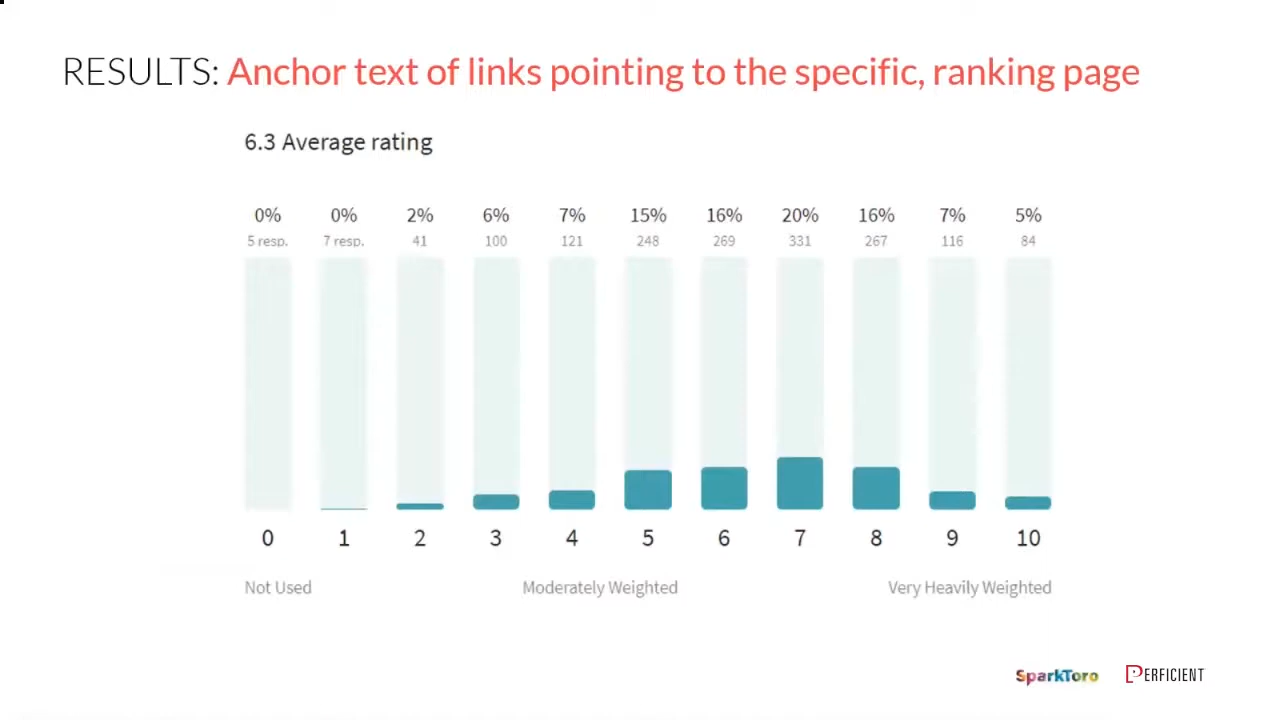 RESULTS: Anchor text of links pointing to the specific, ranking page
6.3 Average rating
0% 0% 2% 6% 7% 15% 16% 20% 16% 7% 5%
5 resp. 7 resp. 41 100 121 248 269 331 267 116 84
0 1 2 3 4 5 6 7 8 9 10
Not Used Moderately Weighted Very Heavily Weighted
SparkToro PERFICIENT